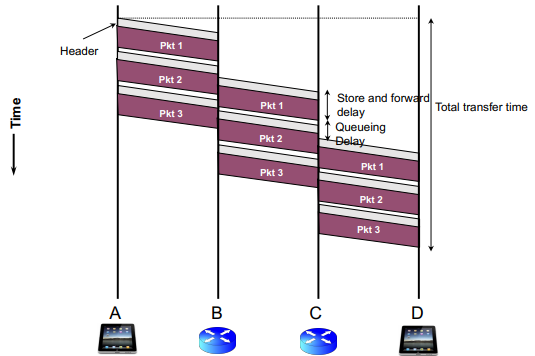 Header
Pkt 1
Pkt 2
Pkt 3
Pkt 1
Pkt 2
Pkt 3
Store and forward
delay
Queueing
Delay
Total transfer time
Pkt 1
Pkt 2
Pkt 3
Time
A
B
C
D